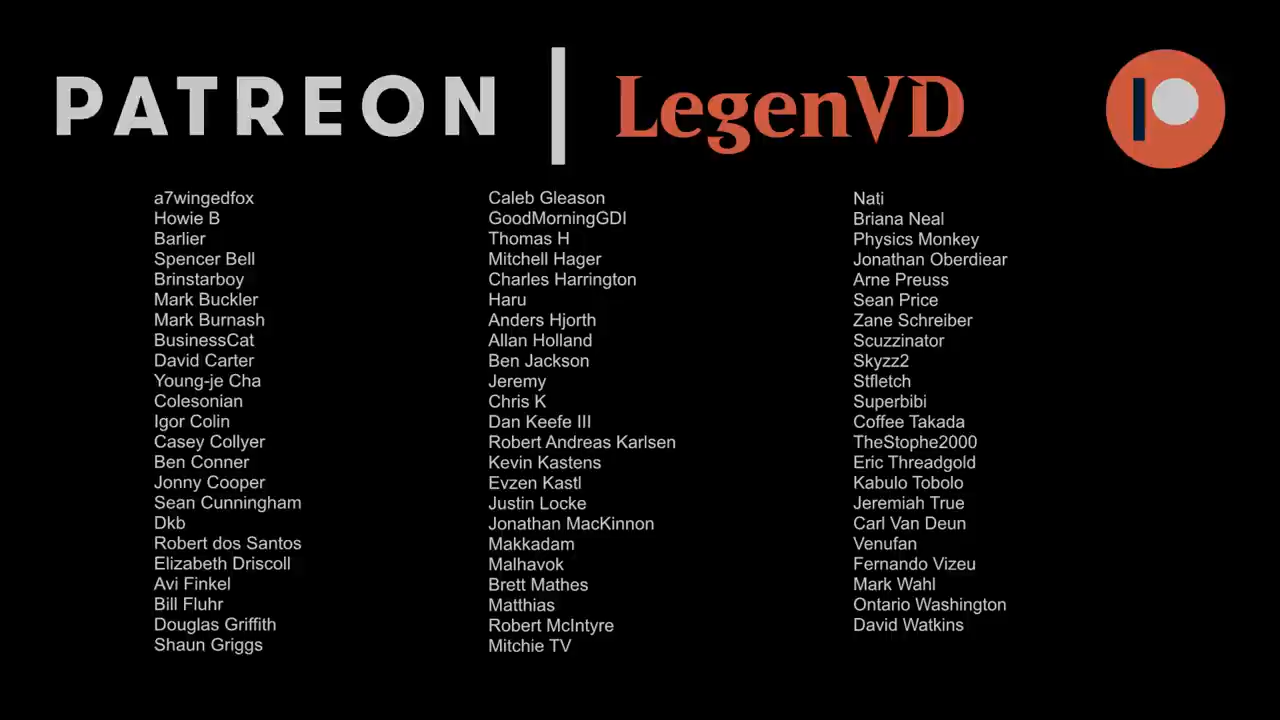 PATREON | LegenVD
a7wingedfox
Howie B
Barlier
Spencer Bell
Brinstarboy
Mark Buckler
Mark Burnash
BusinessCat
David Carter
Young-je Cha
Colesonian
Igor Colin
Casey Collyer
Ben Conner
Jonny Cooper
Sean Cunningham
Dkb
Robert dos Santos
Elizabeth Driscoll
Avi Finkel
Bill Fluhr
Douglas Griffith
Shaun Griggs
Caleb Gleason
GoodMorningGDI
Thomas H
Mitchell Hager
Charles Harrington
Haru
Anders Hjorth
Allan Holland
Ben Jackson
Jeremy
Chris K
Dan Keefe III
Robert Andreas Karlsen
Kevin Kastens
Evzen Kastl
Justin Locke
Jonathan MacKinnon
Makkadam
Malhavok
Brett Mathes
Matthias
Robert McIntyre
Mitchie TV
Nati
Briana Neal
Physics Monkey
Jonathan Oberdiear
Arne Preuss
Sean Price
Zane Schreiber
Scuzzinator
Skyzz2
Stfletch
Superbibi
Coffee Takada
TheStophe2000
Eric Threadgold
Kabulo Tobolo
Jeremiah True
Carl Van Deun
Venufan
Fernando Vizeu
Mark Wahl
Ontario Washington
David Watkins